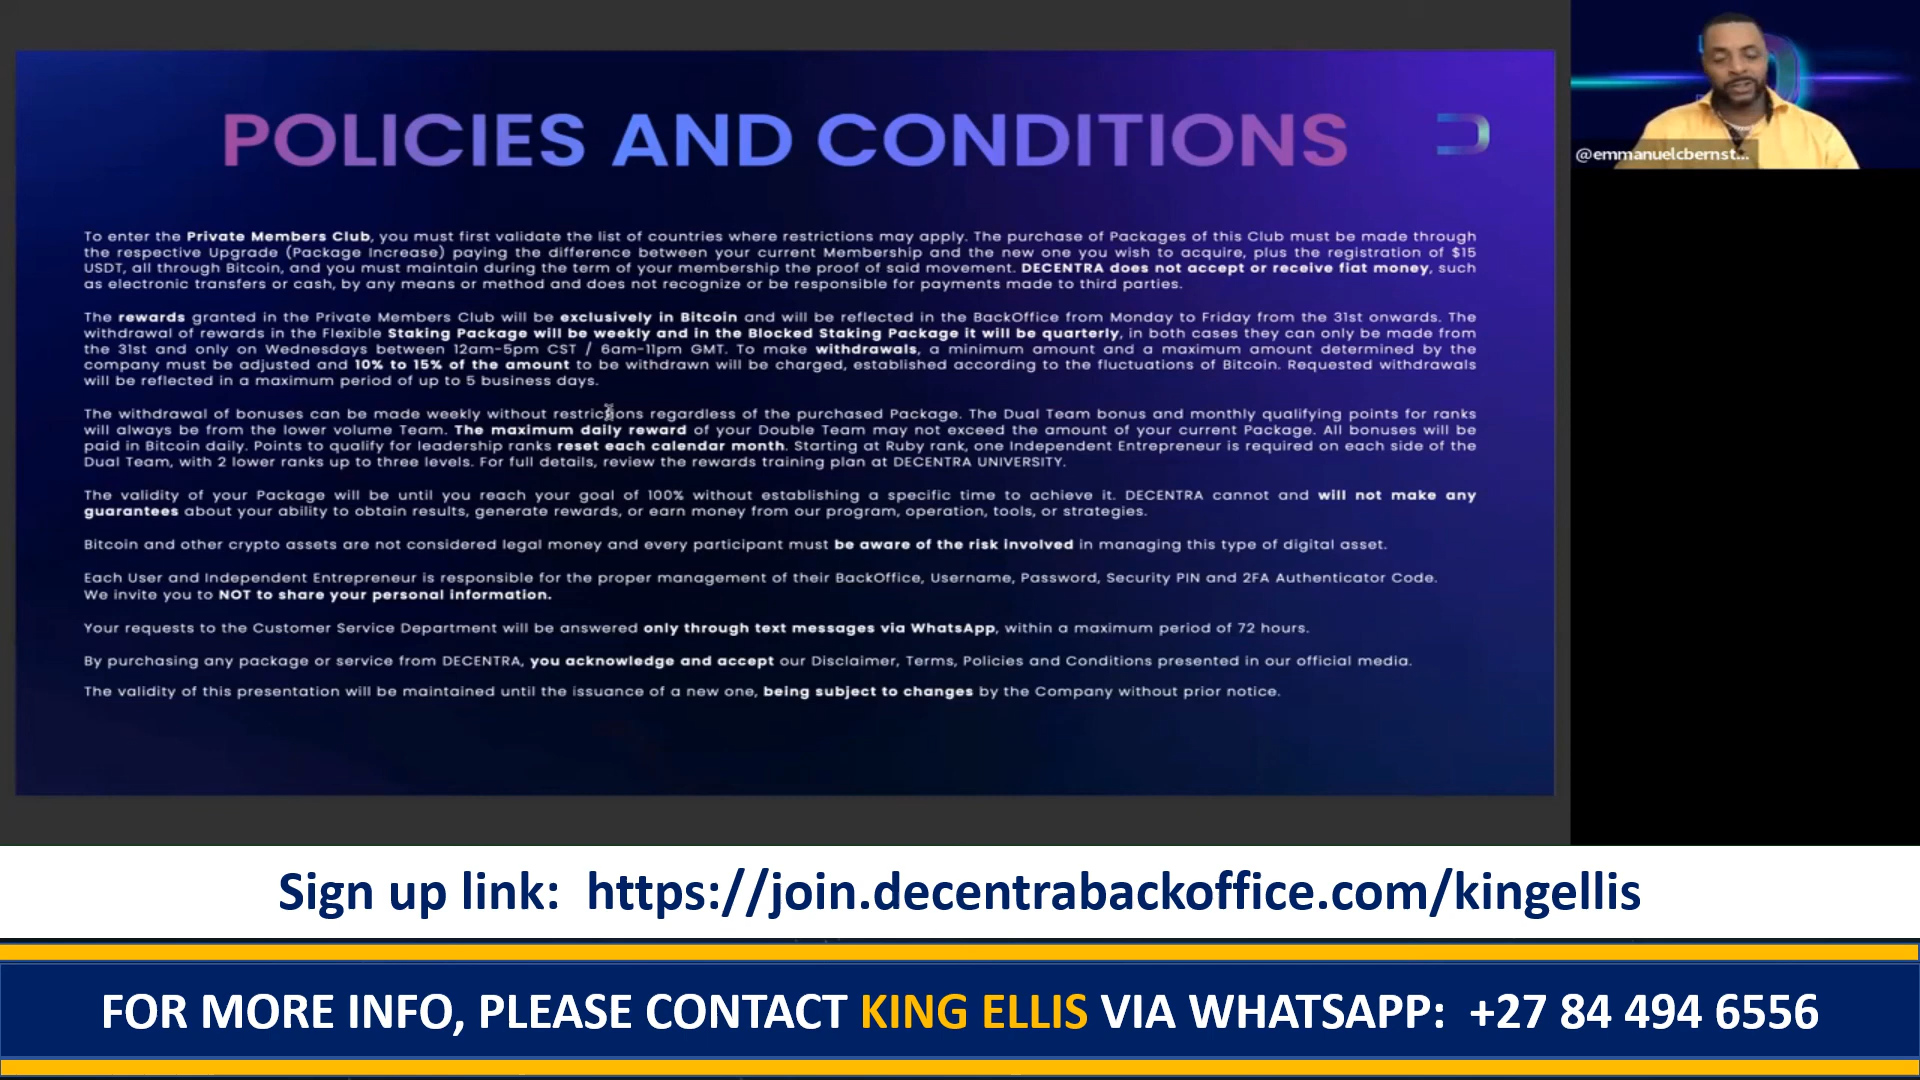 POLICIES AND CONDITIONS
@emmanuelcbernst...
To enter the Private Members Club, you must first validate the list of countries where restrictions may apply. The purchase of Packages of this Club must be made through
the respective Upgrade (Package Increase) paying the difference between your current Membership and the new one you wish to acquire, plus the registration of $15
USDT, all through Bitcoin, and you must maintain during the term of your membership the proof of said movement. DECENTRA does not accept or receive fiat money, such
as electronic transfers or cash, by any means or method and does not recognize or be responsible for payments made to third parties.
The rewards granted in the Private Members Club will be exclusively in Bitcoin and will be reflected in the BackOffice from Monday to Friday from the 31st onwards. The
withdrawal of rewards in the Flexible Staking Package will be weekly and in the Blocked Staking Package it will be quarterly, in both cases they can only be made from
the 31st and only on Wednesdays between 12am-5pm CST / 6am-11pm GMT. To make withdrawals, a minimum amount and a maximum amount determined by the
company must be adjusted and 10% to 15% of the amount to be withdrawn will be charged, established according to the fluctuations of Bitcoin. Requested withdrawals
will be reflected in a maximum period of up to 5 business days.
The withdrawal of bonuses can be made weekly without restrictions regardless of the purchased Package. The Dual Team bonus and monthly qualifying points for ranks
will always be from the lower volume Team. The maximum daily reward of your Double Team may not exceed the amount of your current Package. All bonuses will be
paid in Bitcoin daily. Points to qualify for leadership ranks reset each calendar month. Starting at Ruby rank, one Independent Entrepreneur is required on each side of the
Dual Team, with 2 lower ranks up to three levels. For full details, review the rewards training plan at DECENTRA UNIVERSITY.
The validity of your Package will be until you reach your goal of 100% without establishing a specific time to achieve it. DECENTRA cannot and will not make any
guarantees about your ability to obtain results, generate rewards, or earn money from our program, operation, tools, or strategies.
Bitcoin and other crypto assets are not considered legal money and every participant must be aware of the risk involved in managing this type of digital asset.
Each User and Independent Entrepreneur is responsible for the proper management of their BackOffice, Username, Password, Security PIN and 2FA Authenticator Code.
We invite you to NOT to share your personal information.
Your requests to the Customer Service Department will be answered only through text messages via WhatsApp, within a maximum period of 72 hours.
By purchasing any package or service from DECENTRA, you acknowledge and accept our Disclaimer, Terms, Policies and Conditions presented in our official media.
The validity of this presentation will be maintained until the issuance of a new one, being subject to changes by the Company without prior notice.
Sign up link: https://join.decentrabackoffice.com/kingellis
FOR MORE INFO, PLEASE CONTACT KING ELLIS VIA WHATSAPP: +27 84 494 6556